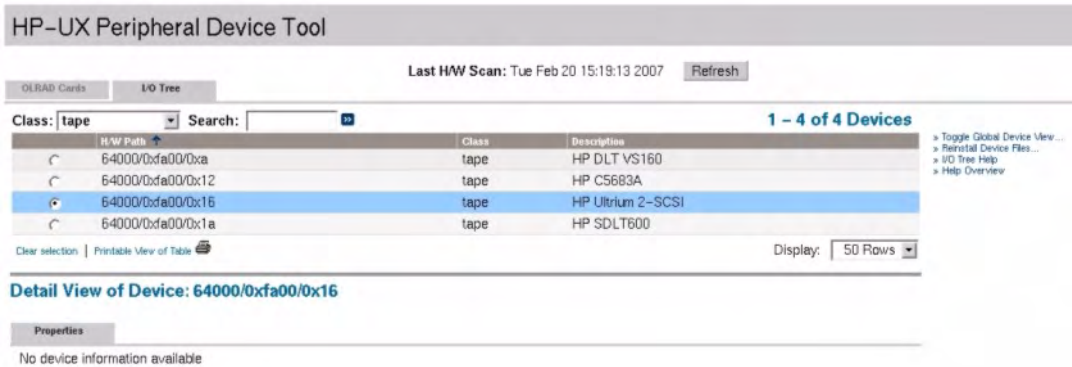 HP-UX Peripheral Device Tool
Last H/W Scan: Tue Feb 20 15:19:13 2007 Refresh
OLRAD Cards I/O Tree
Class: tape Search: 1 - 4 of 4 Devices
H/W Path Class Description
64000/0xfa00/0xa tape HP DLT VS160
64000/0xfa00/0x12 tape HP C5683A
64000/0xfa00/0x16 tape HP Ultrium 2-SCSI
64000/0xfa00/0x1a tape HP SDLT600
Clear selection | Printable View of Table Display: 50 Rows
» Toggle Global Device View...
» Reinstall Device Files...
» I/O Tree Help
» Help Overview
Detail View of Device: 64000/0xfa00/0x16
Properties
No device information available